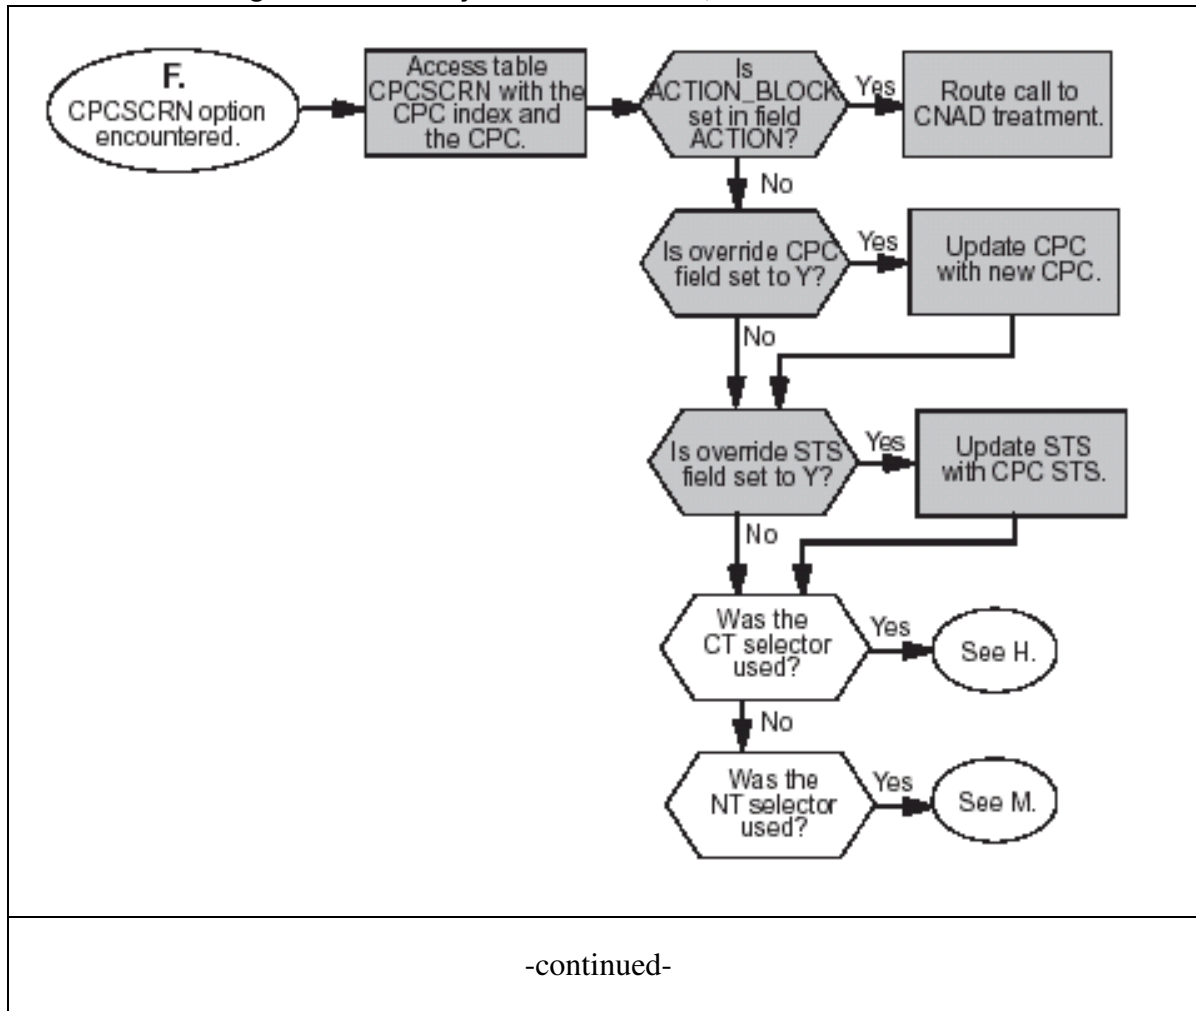 F.
CPCSCRN option
encountered.
Access table
CPCSCRN with the
CPC index and
the CPC.
Is
ACTION_BLOCK
set in field
ACTION?
Yes
Route call to
CNAD treatment.
No
Is override CPC
field set to Y?
Yes
Update CPC
with new CPC.
No
Is override STS
field set to Y?
Yes
Update STS
with CPC STS.
No
Was the
CT selector
used?
Yes
See H.
No
Was the
NT selector
used?
Yes
See M.
-continued-